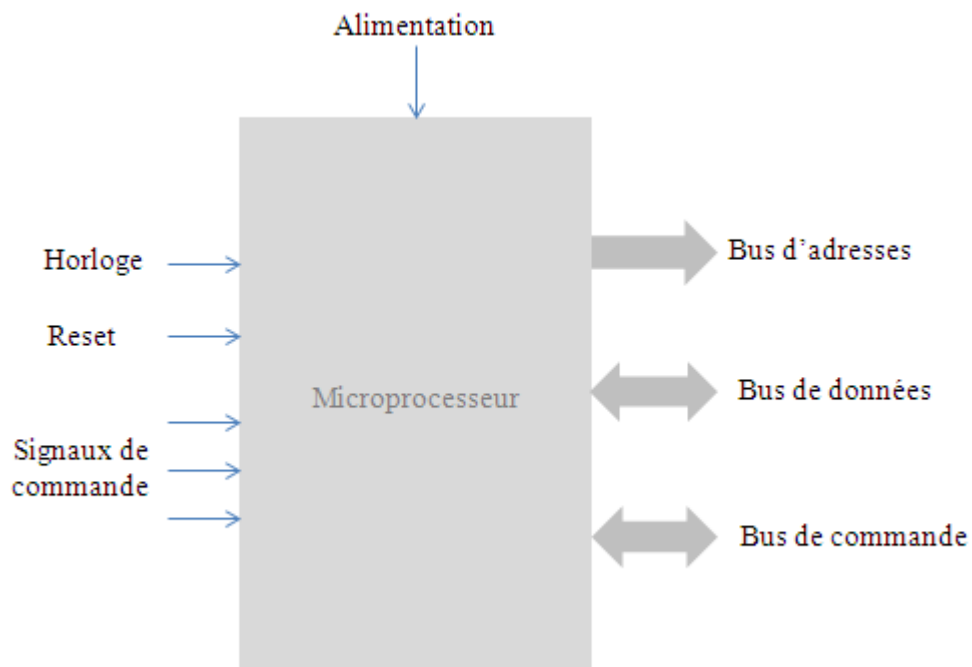 Alimentation
Horloge
Reset
Signaux de
commande
Microprocesseur
Bus d’adresses
Bus de données
Bus de commande